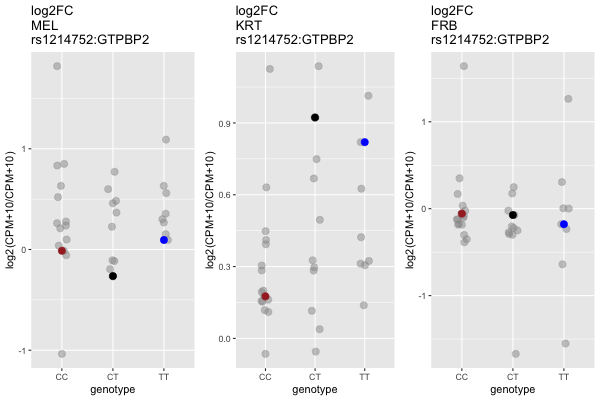 log2FC
MEL
rs1214752:GTPBP2
log2(CPM+10/CPM+10)
1
0
-1
CC CT TT
genotype
log2FC
KRT
rs1214752:GTPBP2
log2(CPM+10/CPM+10)
0.9
0.6
0.3
0.0
CC CT TT
genotype
log2FC
FRB
rs1214752:GTPBP2
log2(CPM+10/CPM+10)
1
0
-1
CC CT TT
genotype